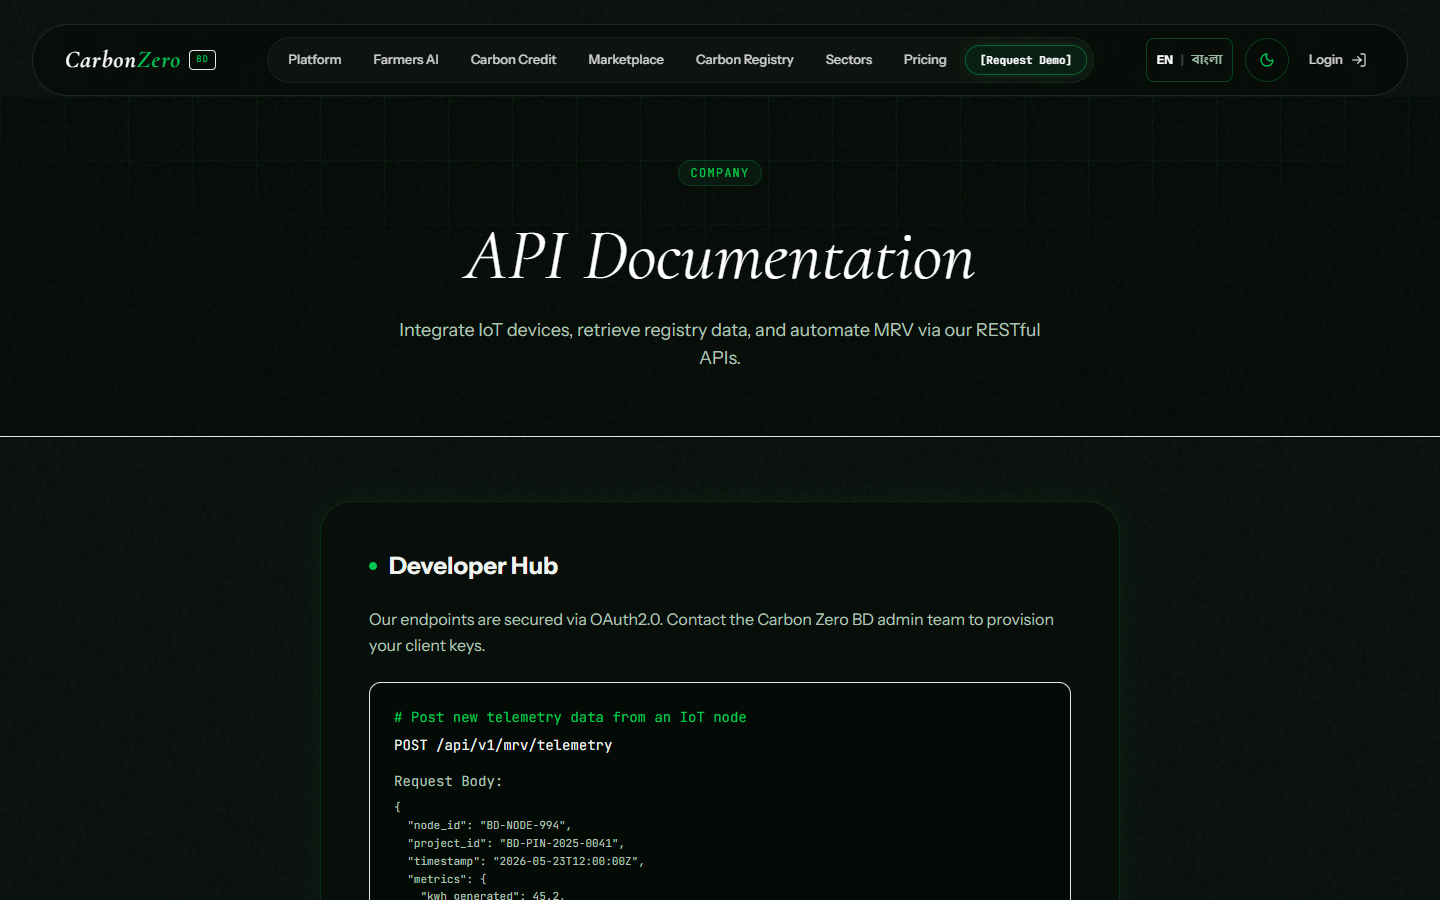 CarbonZero BD
Platform
Farmers AI
Carbon Credit
Marketplace
Carbon Registry
Sectors
Pricing
[Request Demo]
EN | বাংলা
Login
COMPANY
API Documentation
Integrate IoT devices, retrieve registry data, and automate MRV via our RESTful
APIs.
Developer Hub
Our endpoints are secured via OAuth2.0. Contact the Carbon Zero BD admin team to provision
your client keys.
# Post new telemetry data from an IoT node
POST /api/v1/mrv/telemetry
Request Body:
{
"node_id": "BD-NODE-994",
"project_id": "BD-PIN-2025-0041",
"timestamp": "2026-05-23T12:00:00Z",
"metrics": {
"kwh_generated": 45.2,